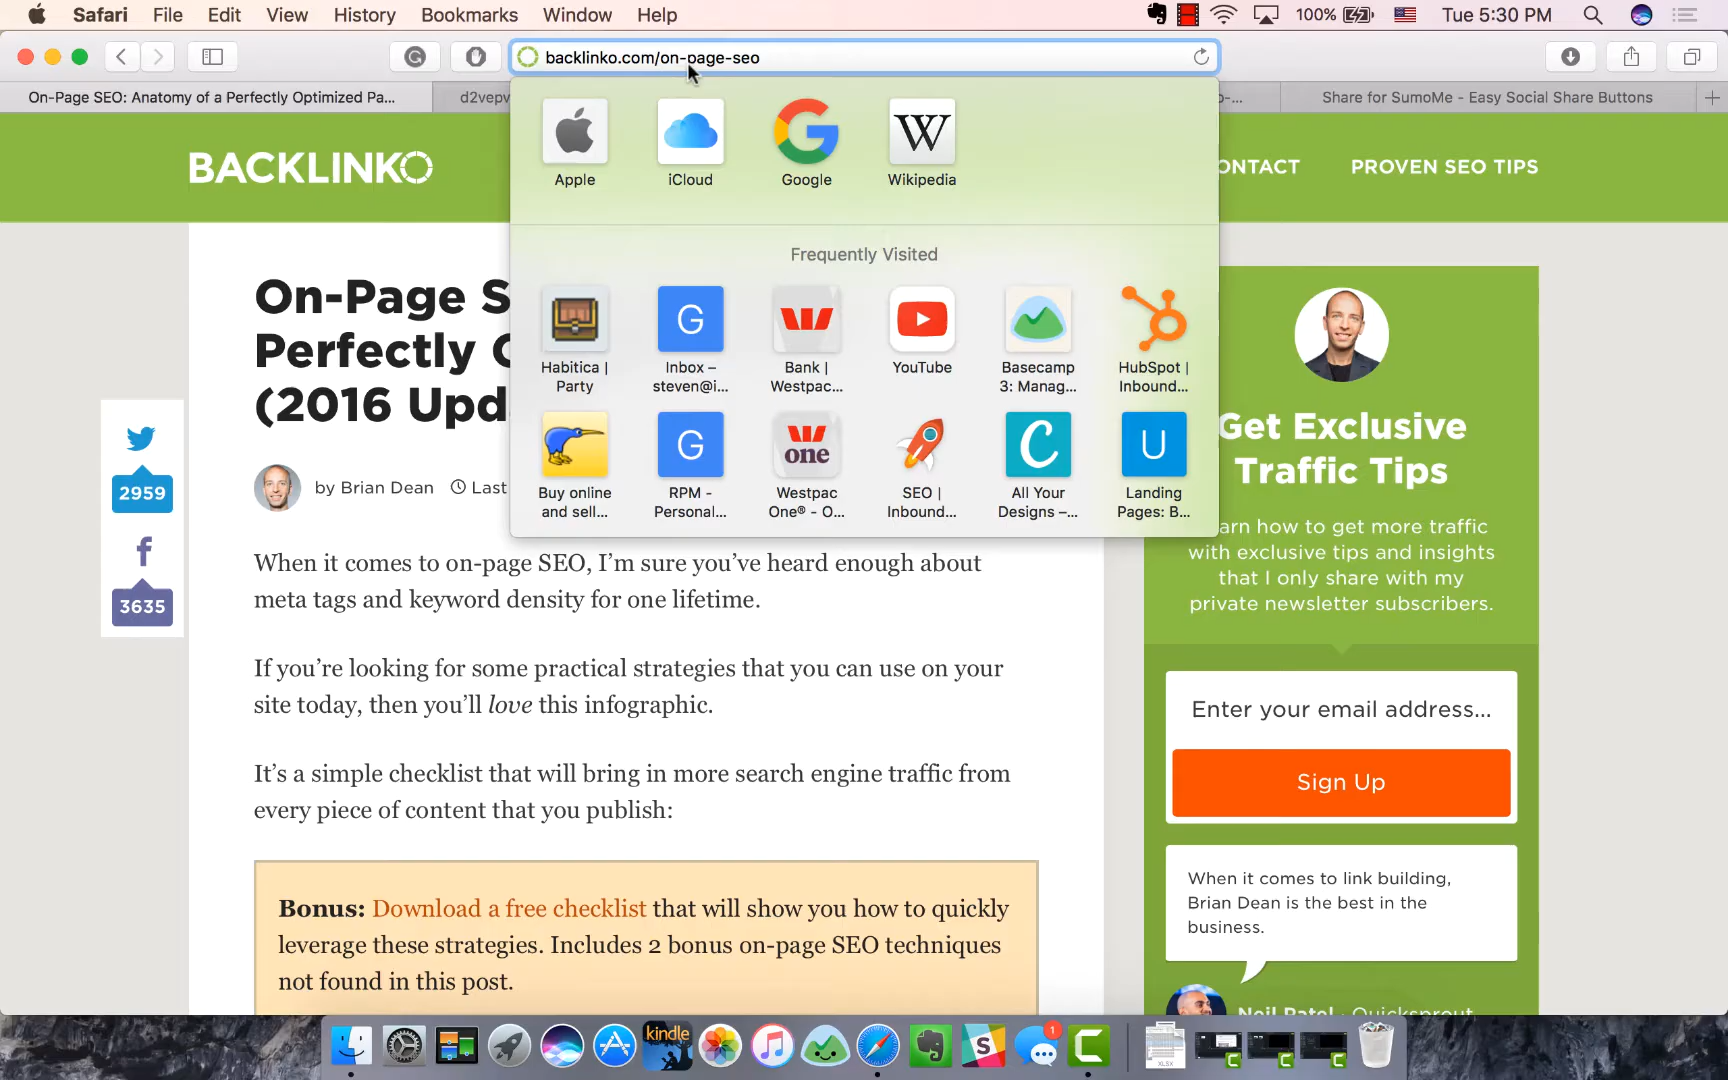 Safari File Edit View History Bookmarks Window Help
100% Tue 5:30 PM
backlinko.com/on-page-seo
On-Page SEO: Anatomy of a Perfectly Optimized Pa...
Share for SumoMe - Easy Social Share Buttons
BACKLINKO
PROVEN SEO TIPS
Apple
iCloud
Google
Wikipedia
Frequently Visited
Habitica | Party
G
Inbox – steven@i...
Bank | Westpac...
YouTube
Basecamp 3: Manag...
HubSpot | Inbound...
Buy online and sell...
G
RPM - Personal...
one
Westpac One® - O...
SEO | Inbound...
C
All Your Designs –...
U
Landing Pages: B...
On-Page S
Perfectly
(2016 Upd
by Brian Dean Last
2959
3635
When it comes to on-page SEO, I'm sure you've heard enough about
meta tags and keyword density for one lifetime.
If you're looking for some practical strategies that you can use on your
site today, then you'll love this infographic.
It's a simple checklist that will bring in more search engine traffic from
every piece of content that you publish:
Bonus: Download a free checklist that will show you how to quickly
leverage these strategies. Includes 2 bonus on-page SEO techniques
not found in this post.
Get Exclusive
Traffic Tips
arn how to get more traffic
with exclusive tips and insights
that I only share with my
private newsletter subscribers.
Enter your email address...
Sign Up
When it comes to link building,
Brian Dean is the best in the
business.
Neil Patel - Quicksprout
kindle
1
XLSX